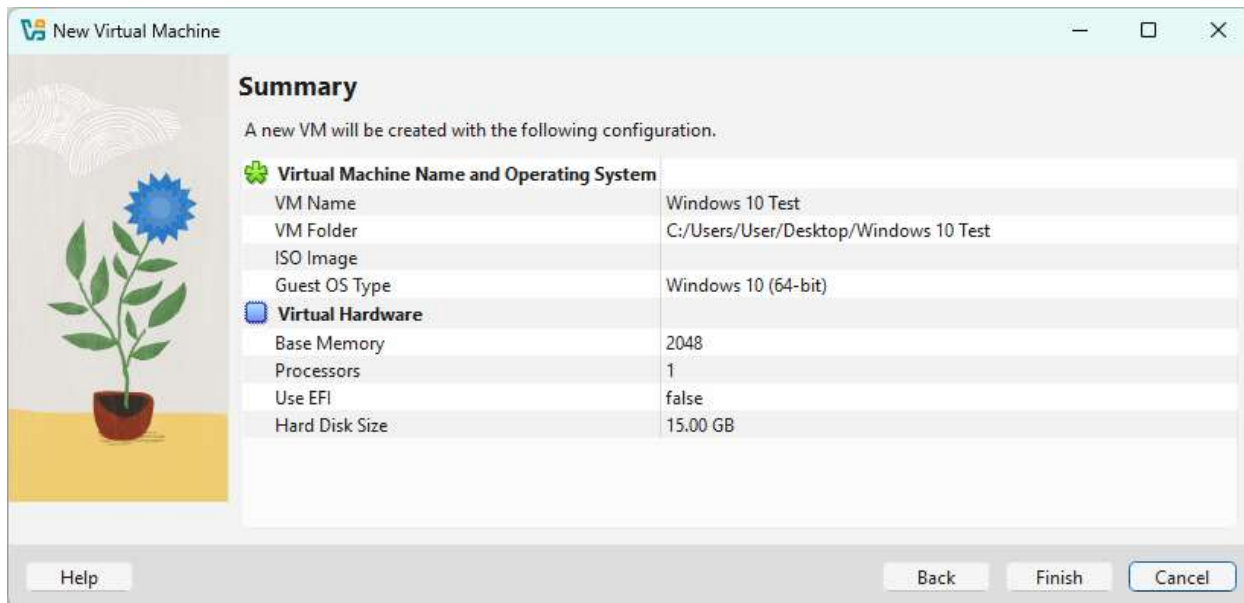 New Virtual Machine
Summary
A new VM will be created with the following configuration.
Virtual Machine Name and Operating System
VM Name Windows 10 Test
VM Folder C:/Users/User/Desktop/Windows 10 Test
ISO Image
Guest OS Type Windows 10 (64-bit)
Virtual Hardware
Base Memory 2048
Processors 1
Use EFI false
Hard Disk Size 15.00 GB
Help Back Finish Cancel